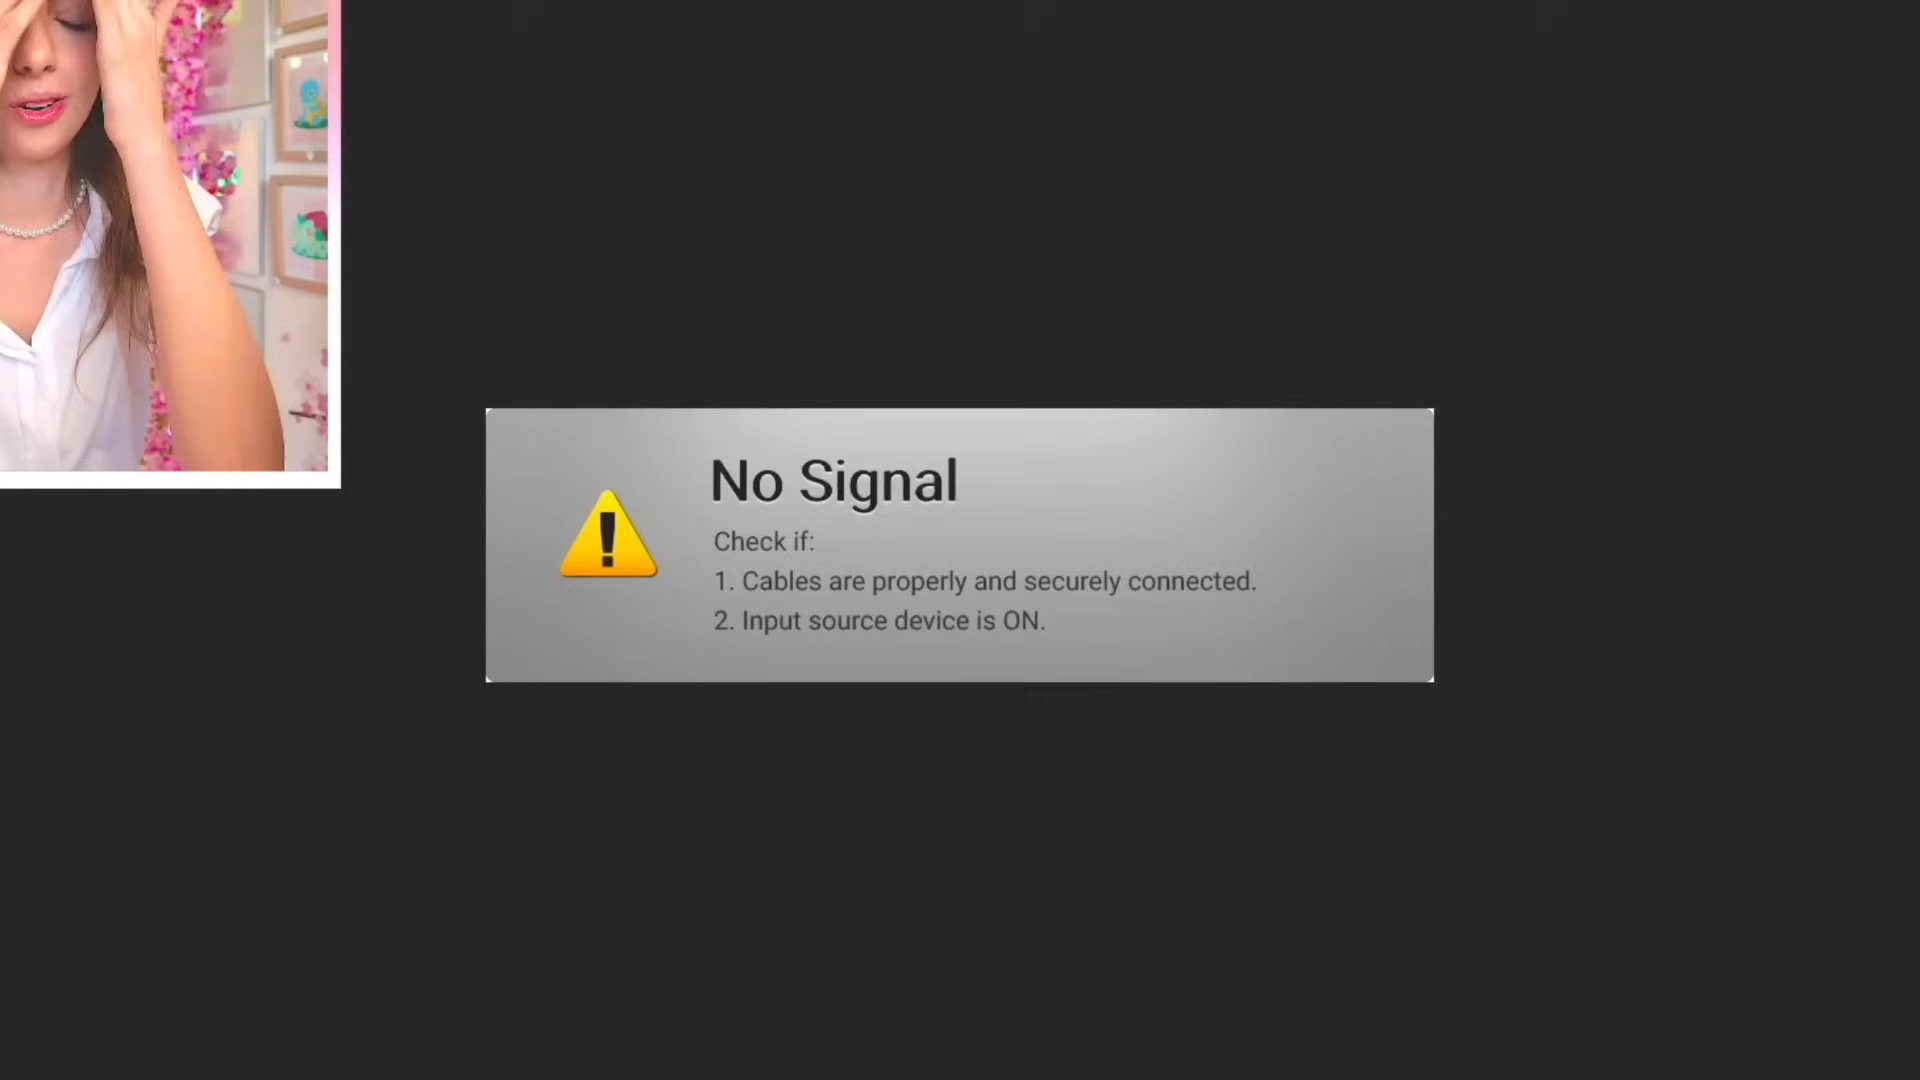 No Signal
Check if:
1. Cables are properly and securely connected.
2. Input source device is ON.